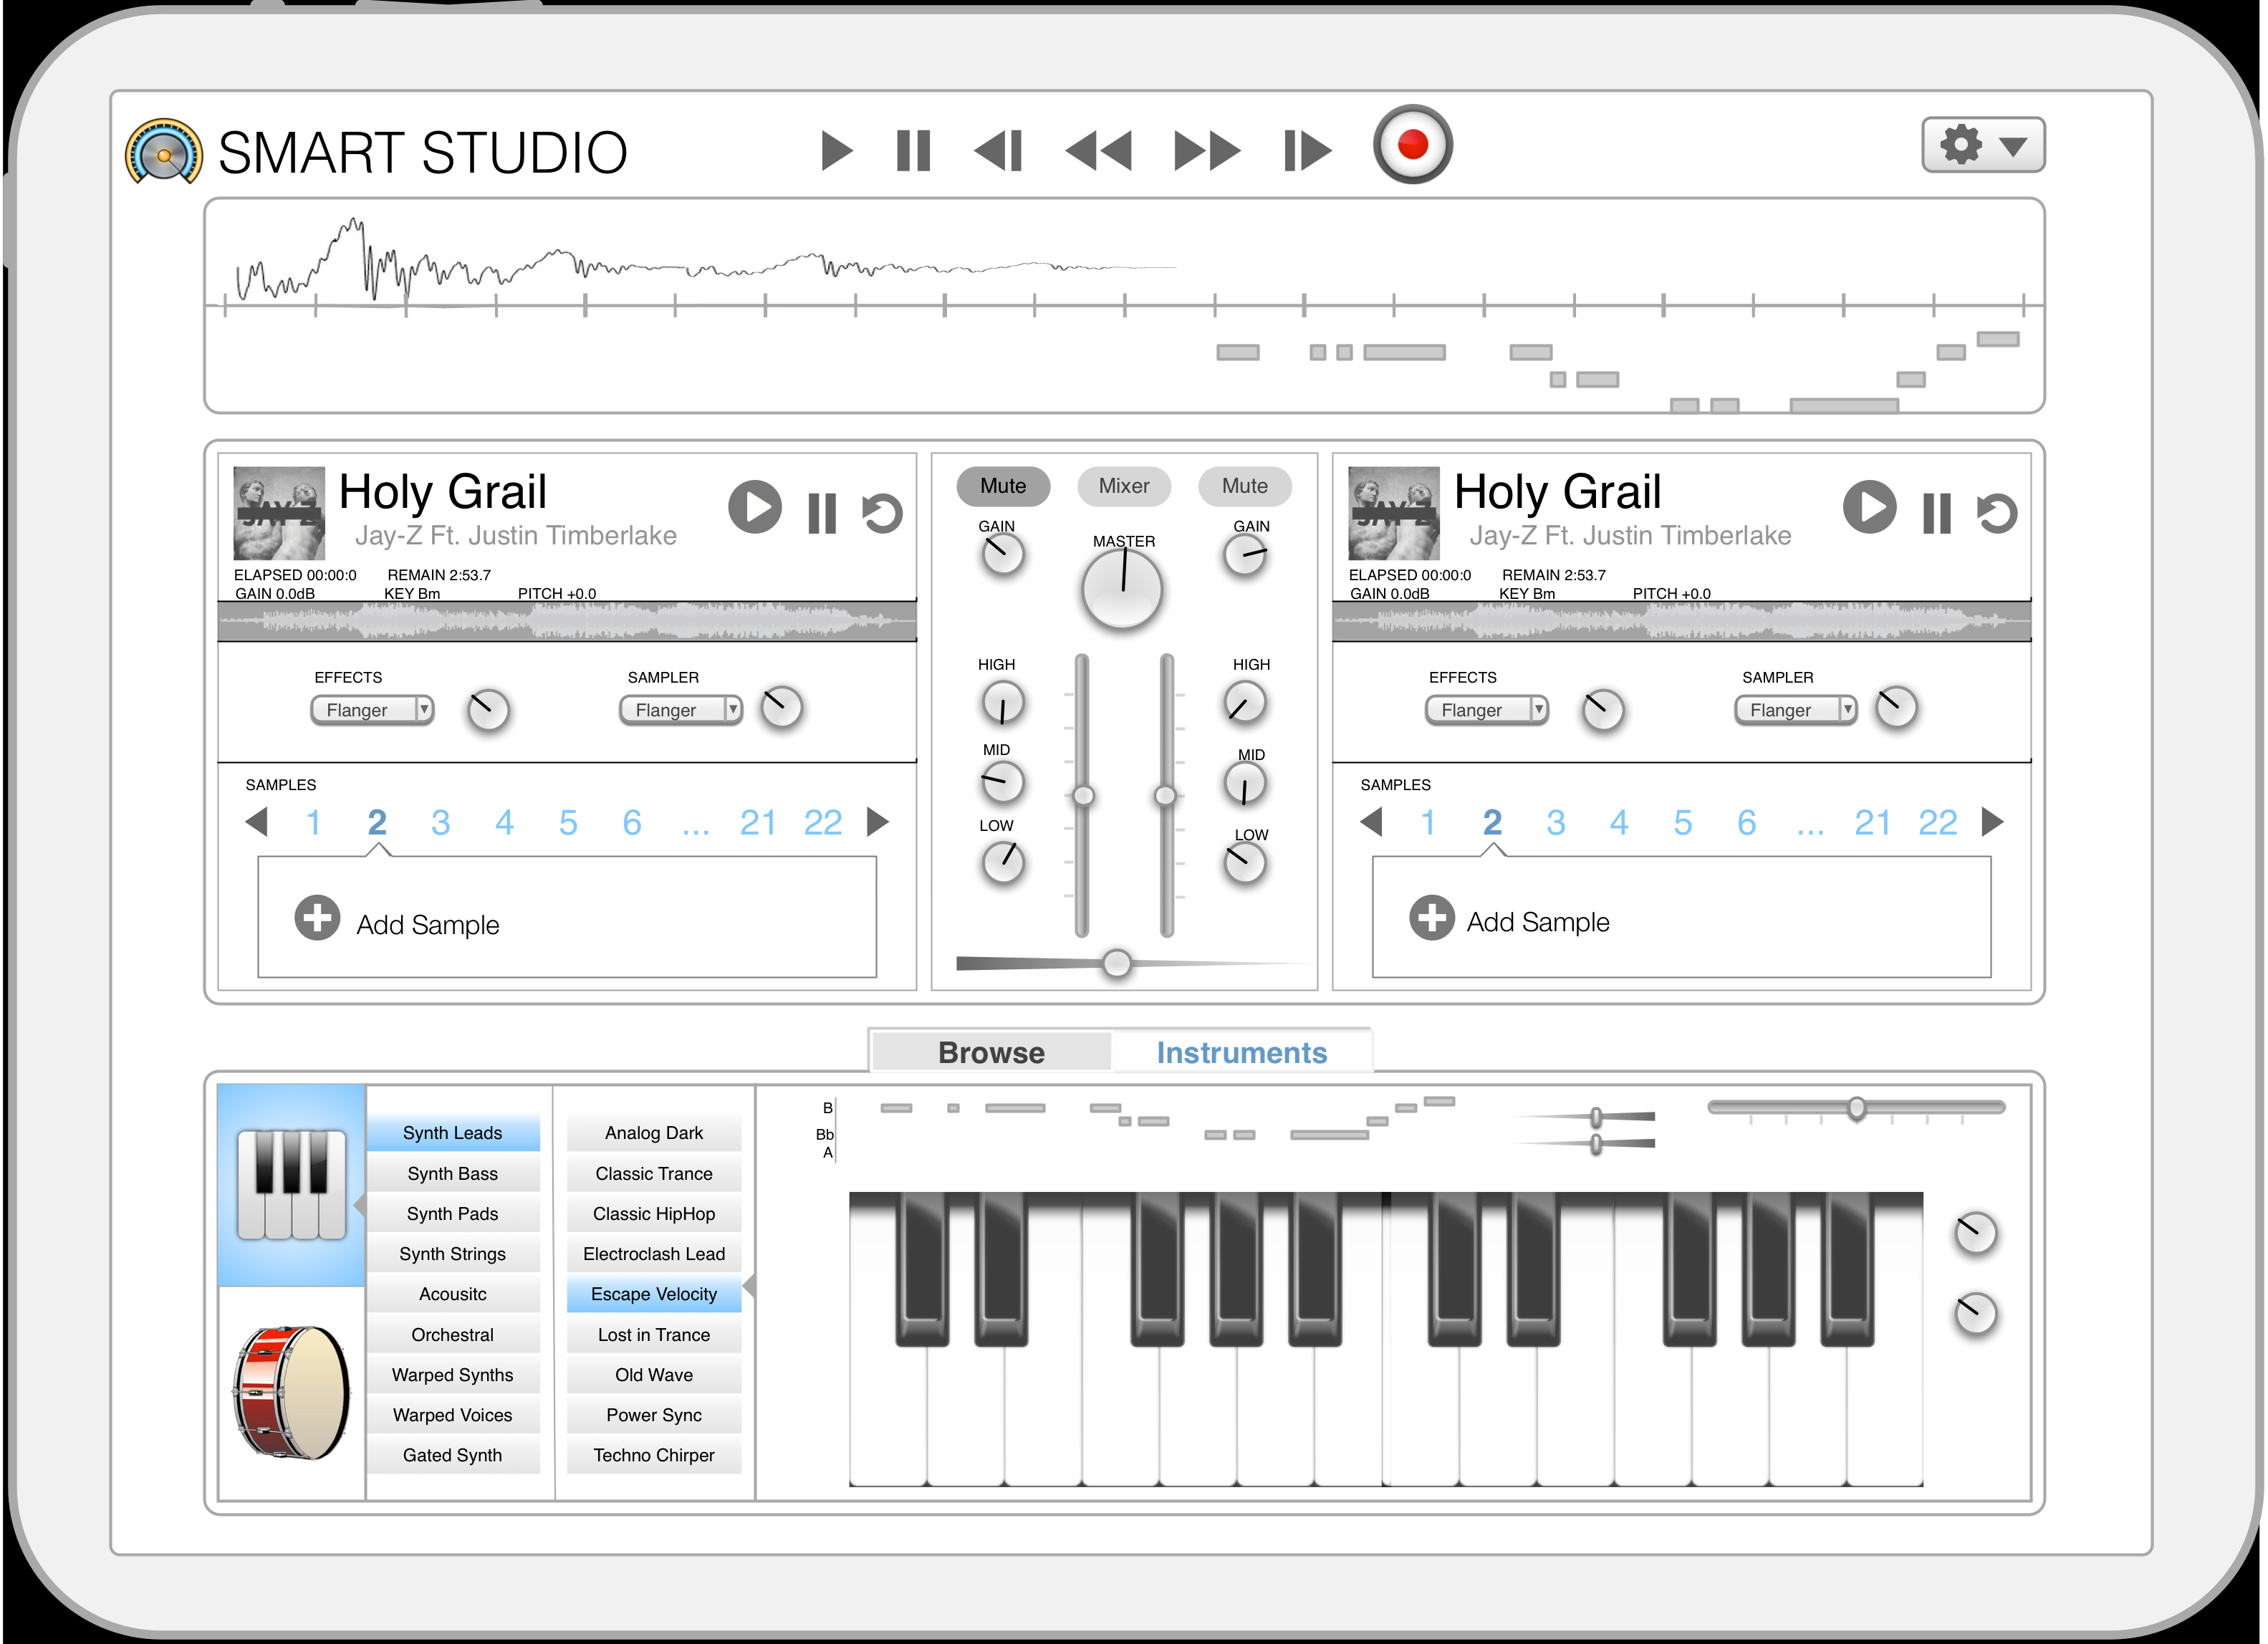 SMART STUDIO
Holy Grail
Jay-Z Ft. Justin Timberlake
JAY-Z
ELAPSED 00:00:0 REMAIN 2:53.7
GAIN 0.0dB KEY Bm PITCH +0.0
EFFECTS SAMPLER
Flanger Flanger
SAMPLES
1 2 3 4 5 6 ... 21 22
Add Sample
Mute Mixer Mute
GAIN GAIN
MASTER
HIGH HIGH
MID MID
LOW LOW
Holy Grail
Jay-Z Ft. Justin Timberlake
JAY-Z
ELAPSED 00:00:0 REMAIN 2:53.7
GAIN 0.0dB KEY Bm PITCH +0.0
EFFECTS SAMPLER
Flanger Flanger
SAMPLES
1 2 3 4 5 6 ... 21 22
Add Sample
Browse Instruments
Synth Leads
Synth Bass
Synth Pads
Synth Strings
Acousitc
Orchestral
Warped Synths
Warped Voices
Gated Synth
Analog Dark
Classic Trance
Classic HipHop
Electroclash Lead
Escape Velocity
Lost in Trance
Old Wave
Power Sync
Techno Chirper
B
Bb
A